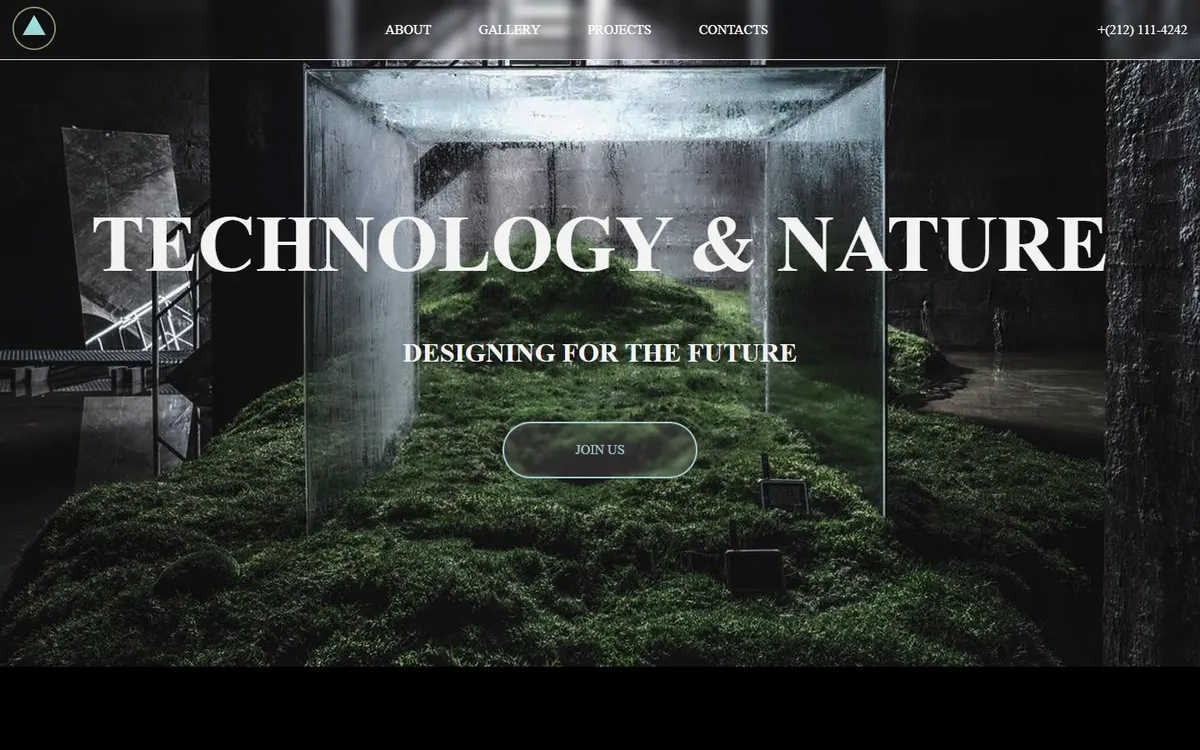 ABOUT GALLERY PROJECTS CONTACTS +(212) 111-4242
TECHNOLOGY & NATURE
DESIGNING FOR THE FUTURE
JOIN US